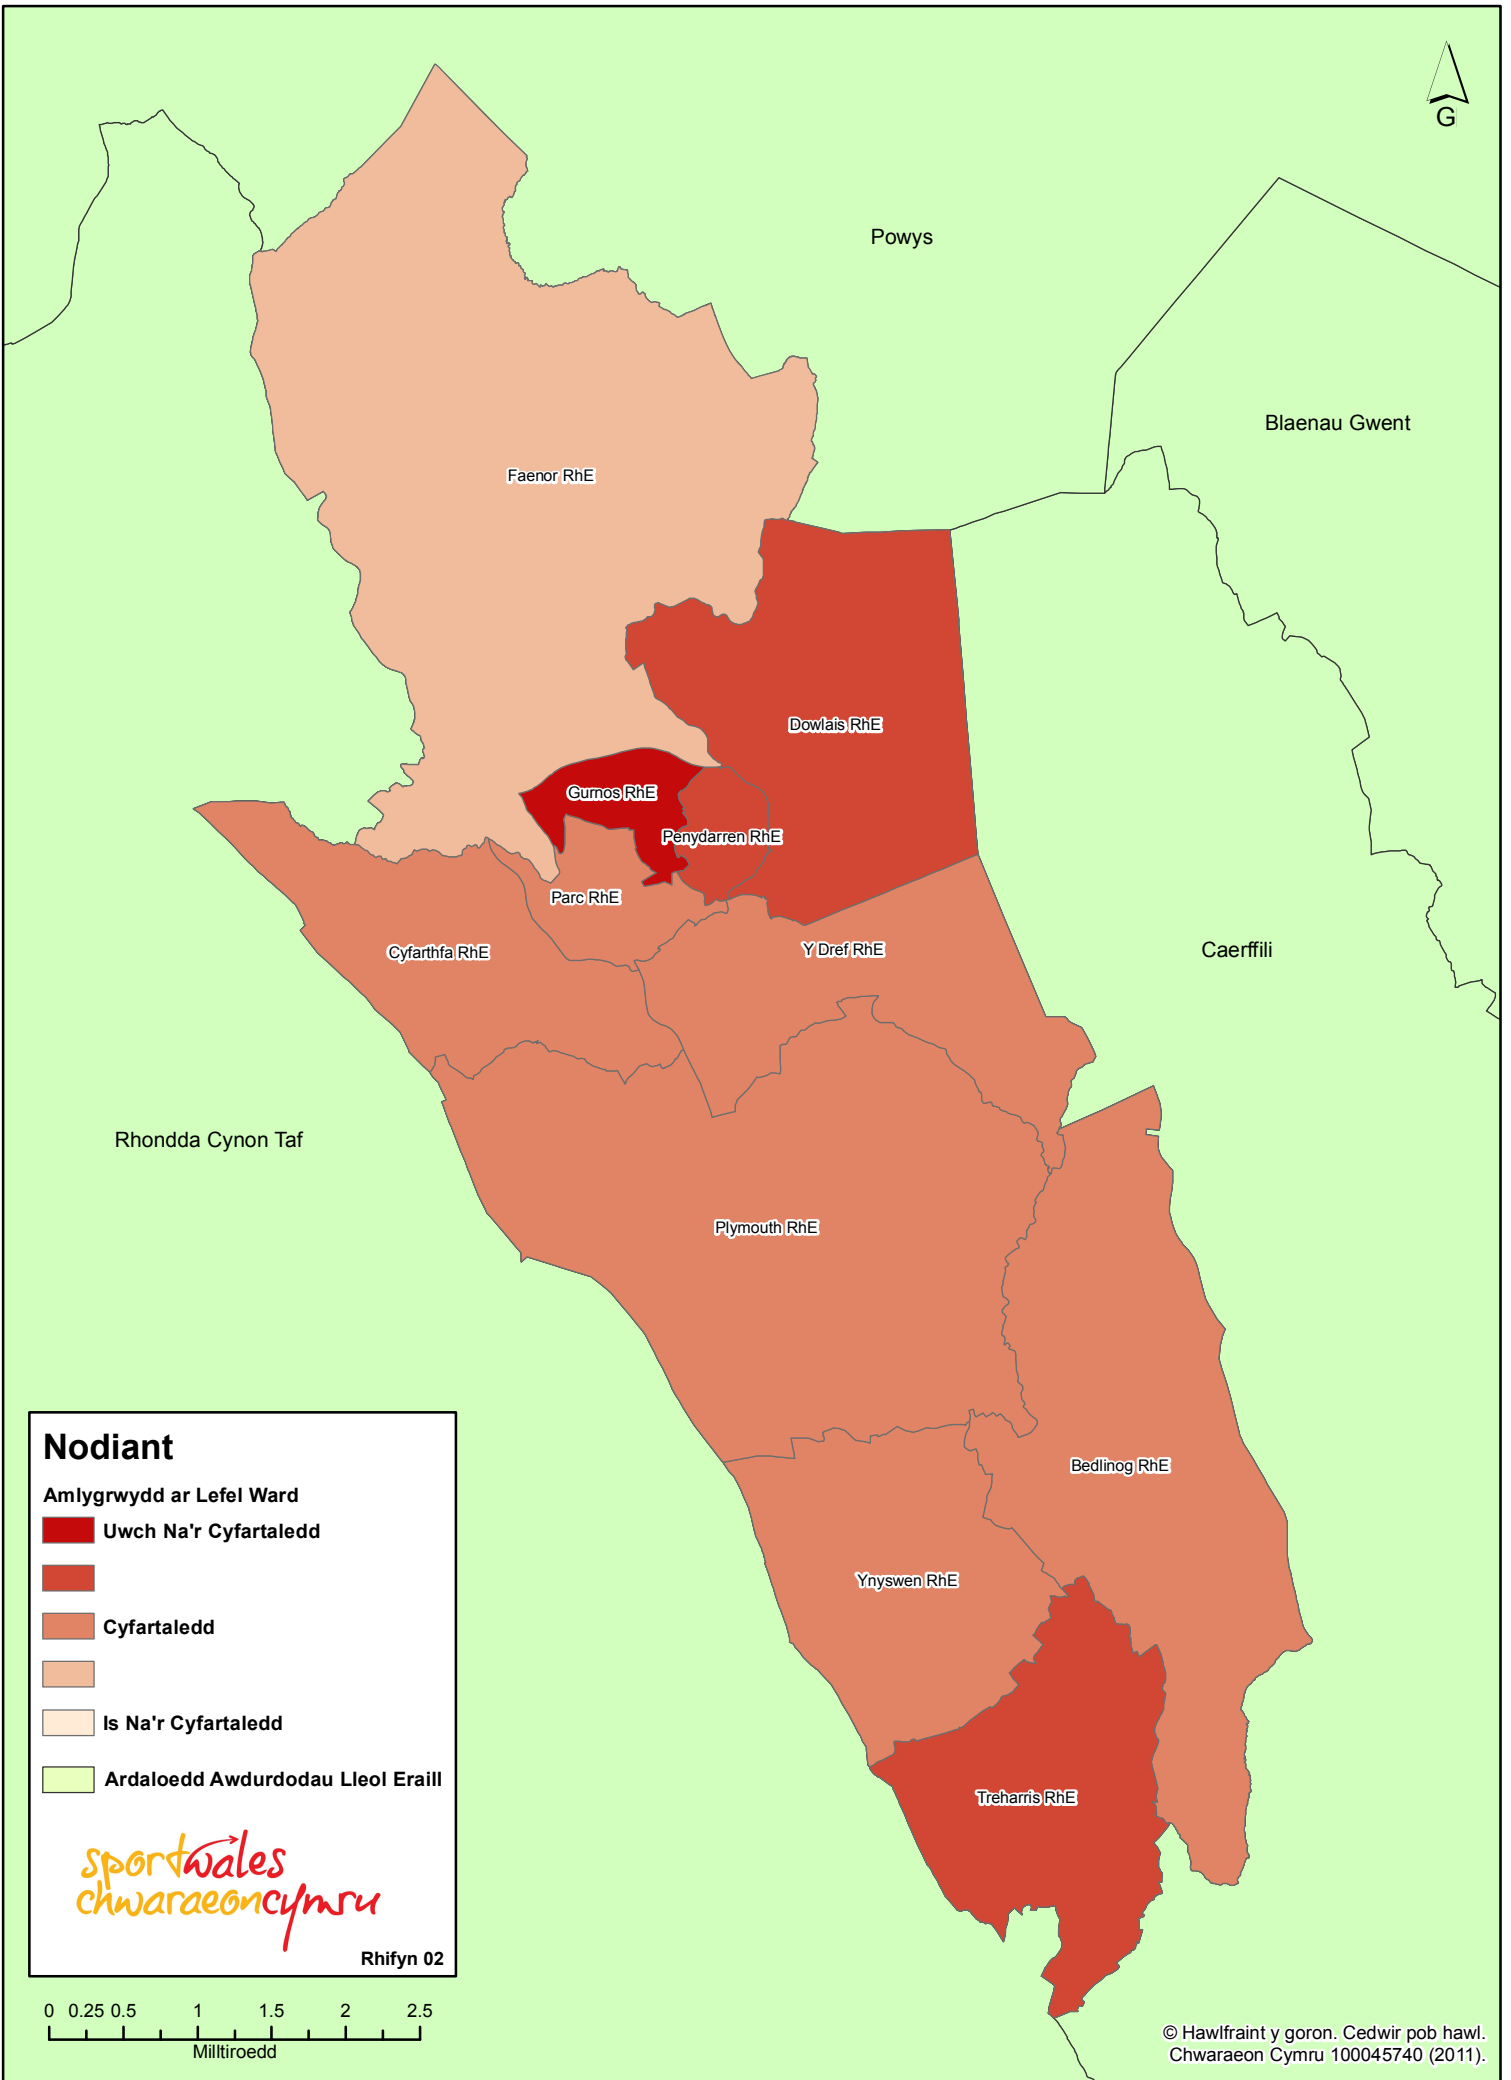 G
Powys
Blaenau Gwent
Faenor RhE
Dowlais RhE
Gurnos RhE
Penydarren RhE
Parc RhE
Cyfarthfa RhE
Y Dref RhE
Caerffili
Rhondda Cynon Taf
Plymouth RhE
Bedlinog RhE
Ynyswen RhE
Treharris RhE
Nodiant
Amlygrwydd ar Lefel Ward
Uwch Na'r Cyfartaledd
Cyfartaledd
Is Na'r Cyfartaledd
Ardaloedd Awdurdodau Lleol Eraill
sportwales
chwaraeoncymru
Rhifyn 02
0 0.25 0.5 1 1.5 2 2.5
Milltiroedd
© Hawlfraint y goron. Cedwir pob hawl.
Chwaraeon Cymru 100045740 (2011).